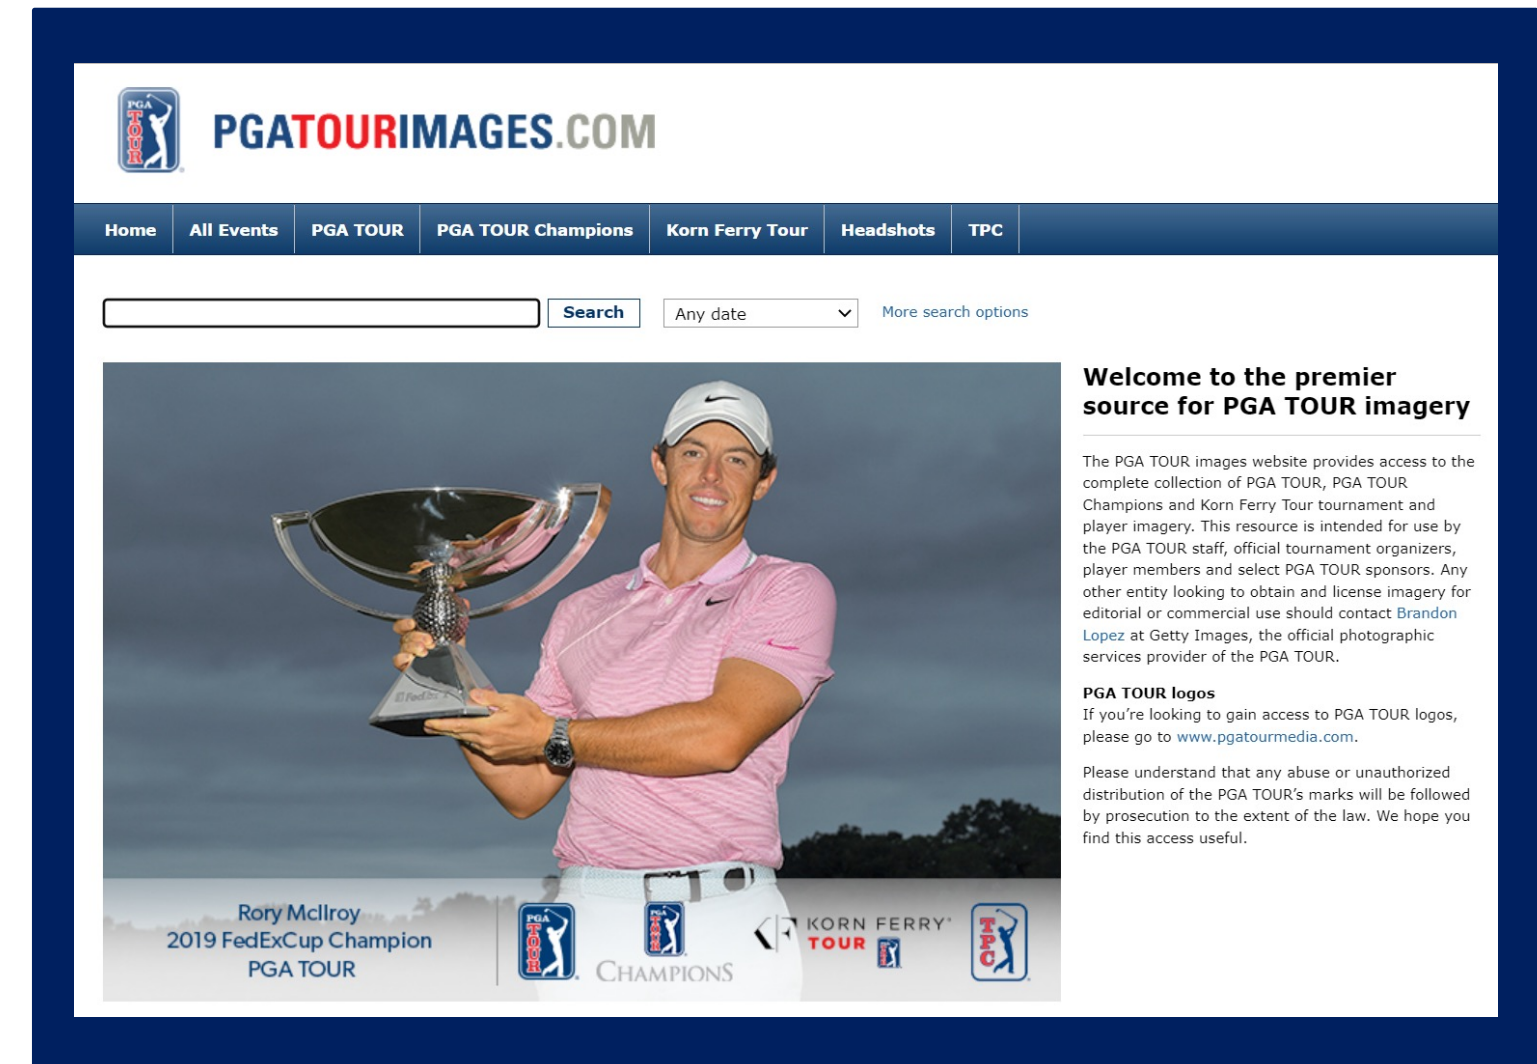 PGA TOUR
PGATOURIMAGES.COM
Home All Events PGA TOUR PGA TOUR Champions Korn Ferry Tour Headshots TPC
Search Any date More search options
Welcome to the premier
source for PGA TOUR imagery
The PGA TOUR images website provides access to the
complete collection of PGA TOUR, PGA TOUR
Champions and Korn Ferry Tour tournament and
player imagery. This resource is intended for use by
the PGA TOUR staff, official tournament organizers,
player members and select PGA TOUR sponsors. Any
other entity looking to obtain and license imagery for
editorial or commercial use should contact Brandon
Lopez at Getty Images, the official photographic
services provider of the PGA TOUR.
PGA TOUR logos
If you’re looking to gain access to PGA TOUR logos,
please go to www.pgatourmedia.com.
Please understand that any abuse or unauthorized
distribution of the PGA TOUR’s marks will be followed
by prosecution to the extent of the law. We hope you
find this access useful.
FedEx
Rory McIlroy
2019 FedExCup Champion
PGA TOUR
PGA TOUR
PGA TOUR
CHAMPIONS
KORN FERRY
TOUR
TPC